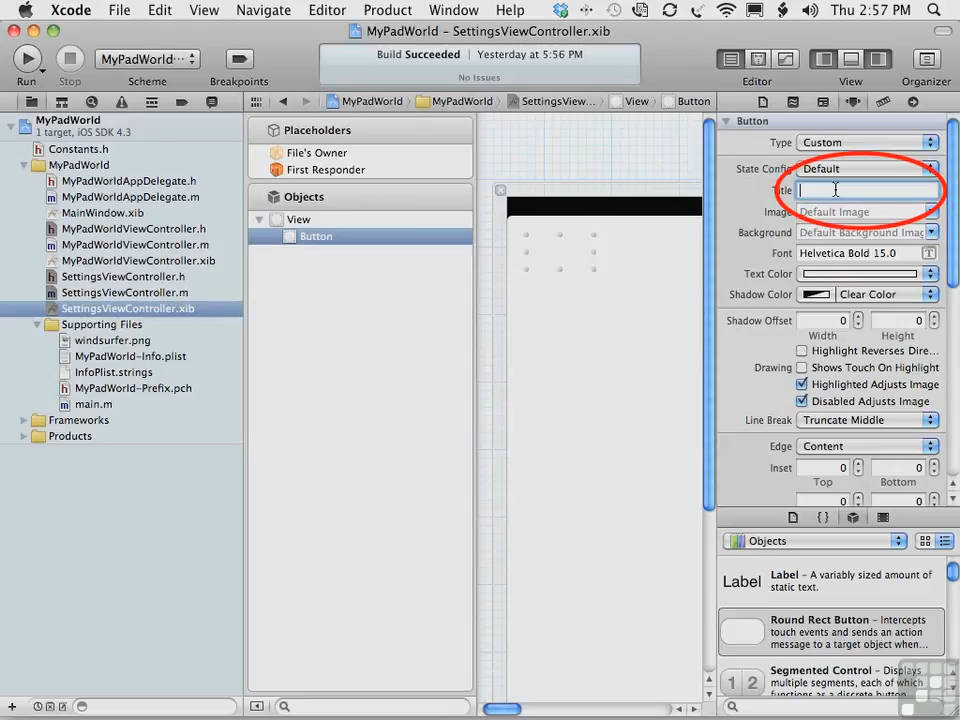 Xcode File Edit View Navigate Editor Product Window Help Thu 2:57 PM
MyPadWorld - SettingsViewController.xib
MyPadWorld···
Build Succeeded Yesterday at 5:56 PM
No Issues
Run Stop Scheme Breakpoints Editor View Organizer
MyPadWorld MyPadWorld SettingsView... View Button
MyPadWorld
1 target, iOS SDK 4.3
Constants.h
MyPadWorld
MyPadWorldAppDelegate.h
MyPadWorldAppDelegate.m
MainWindow.xib
MyPadWorldViewController.h
MyPadWorldViewController.m
MyPadWorldViewController.xib
SettingsViewController.h
SettingsViewController.m
SettingsViewController.xib
Supporting Files
windsurfer.png
MyPadWorld-Info.plist
InfoPlist.strings
MyPadWorld-Prefix.pch
main.m
Frameworks
Products
Placeholders
File's Owner
First Responder
Objects
View
Button
Button
Type Custom
State Config Default
Title
Image Default Image
Background Default Background Imag
Font Helvetica Bold 15.0
Text Color
Shadow Color Clear Color
Shadow Offset 0 0
Width Height
Highlight Reverses Dire...
Drawing Shows Touch On Highlight
Highlighted Adjusts Image
Disabled Adjusts Image
Line Break Truncate Middle
Edge Content
Inset 0 0
Top Bottom
0 0
Objects
Label
Label - A variably sized amount of
static text.
Round Rect Button - Intercepts
touch events and sends an action
message to a target object when...
1 2
Segmented Control - Displays
multiple segments, each of which
functions as a discrete button.